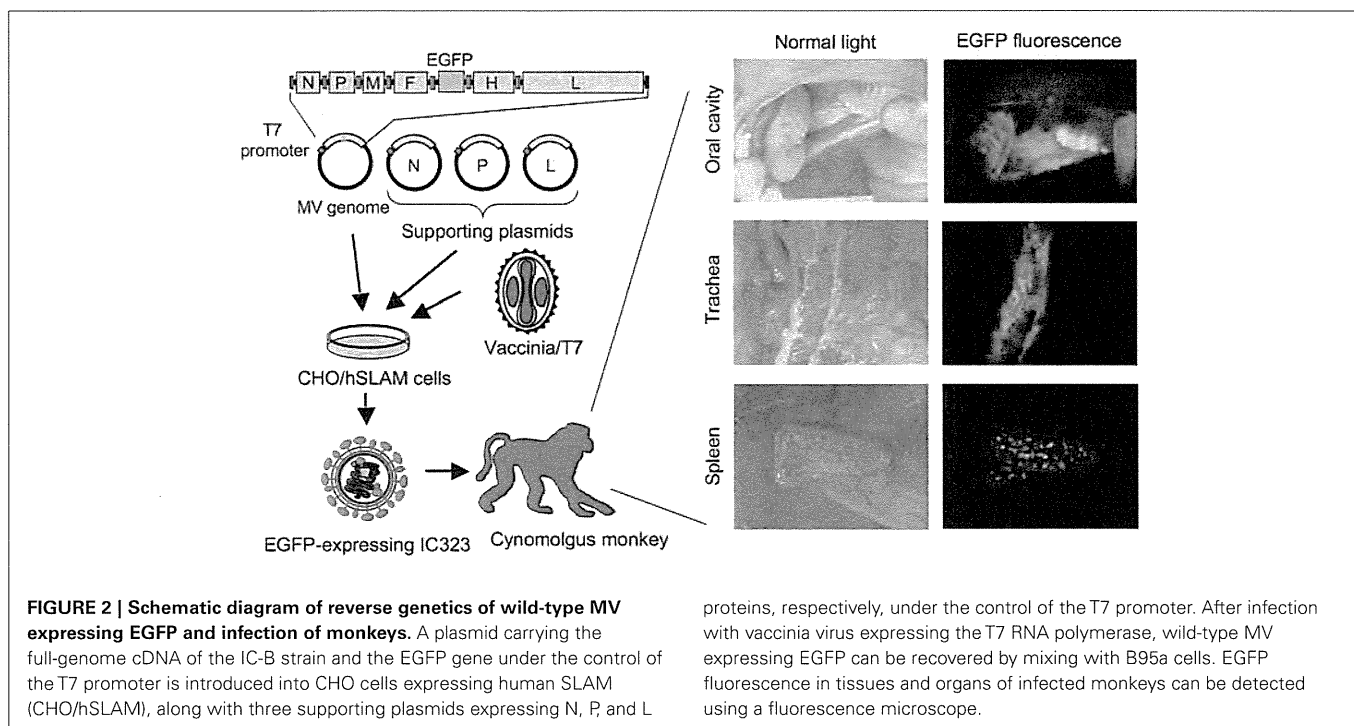 EGFP
N P M F H L
T7
promoter
N P L
MV genome
Supporting plasmids
Vaccinia/T7
CHO/hSLAM cells
EGFP-expressing IC323
Cynomolgus monkey
Normal light
EGFP fluorescence
Oral cavity
Trachea
Spleen
FIGURE 2 | Schematic diagram of reverse genetics of wild-type MV
expressing EGFP and infection of monkeys. A plasmid carrying the
full-genome cDNA of the IC-B strain and the EGFP gene under the control of
the T7 promoter is introduced into CHO cells expressing human SLAM
(CHO/hSLAM), along with three supporting plasmids expressing N, P, and L
proteins, respectively, under the control of the T7 promoter. After infection
with vaccinia virus expressing the T7 RNA polymerase, wild-type MV
expressing EGFP can be recovered by mixing with B95a cells. EGFP
fluorescence in tissues and organs of infected monkeys can be detected
using a fluorescence microscope.